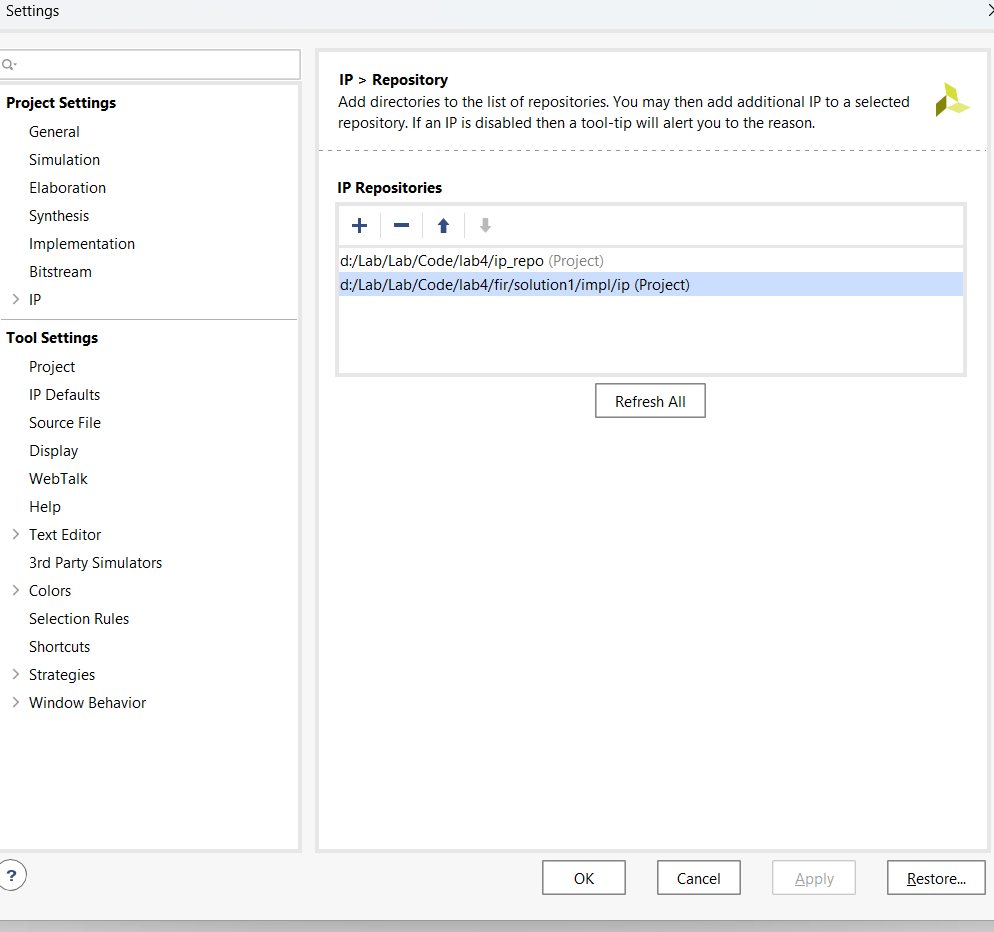 Settings
Project Settings
General
Simulation
Elaboration
Synthesis
Implementation
Bitstream
IP
Tool Settings
Project
IP Defaults
Source File
Display
WebTalk
Help
Text Editor
3rd Party Simulators
Colors
Selection Rules
Shortcuts
Strategies
Window Behavior
IP > Repository
Add directories to the list of repositories. You may then add additional IP to a selected
repository. If an IP is disabled then a tool-tip will alert you to the reason.
IP Repositories
d:/Lab/Lab/Code/lab4/ip_repo (Project)
d:/Lab/Lab/Code/lab4/fir/solution1/impl/ip (Project)
Refresh All
?
OK
Cancel
Apply
Restore...